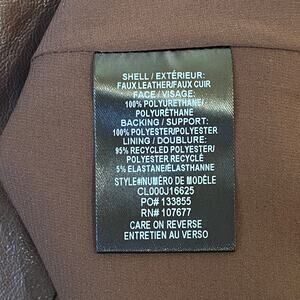 SHELL / EXTÉRIEUR:
FAUX LEATHER/FAUX CUIR
FACE / VISAGE:
100% POLYURETHANE/
POLYURÉTHANE
BACKING / SUPPORT:
100% POLYESTER/POLYESTER
LINING / DOUBLURE:
95% RECYCLED POLYESTER/
POLYESTER RECYCLÉ
5% ELASTANE/ÉLASTHANNE
STYLE#/NUMÉRO DE MODÈLE
CL000J16625
PO# 133855
RN# 107677
CARE ON REVERSE
ENTRETIEN AU VERSO